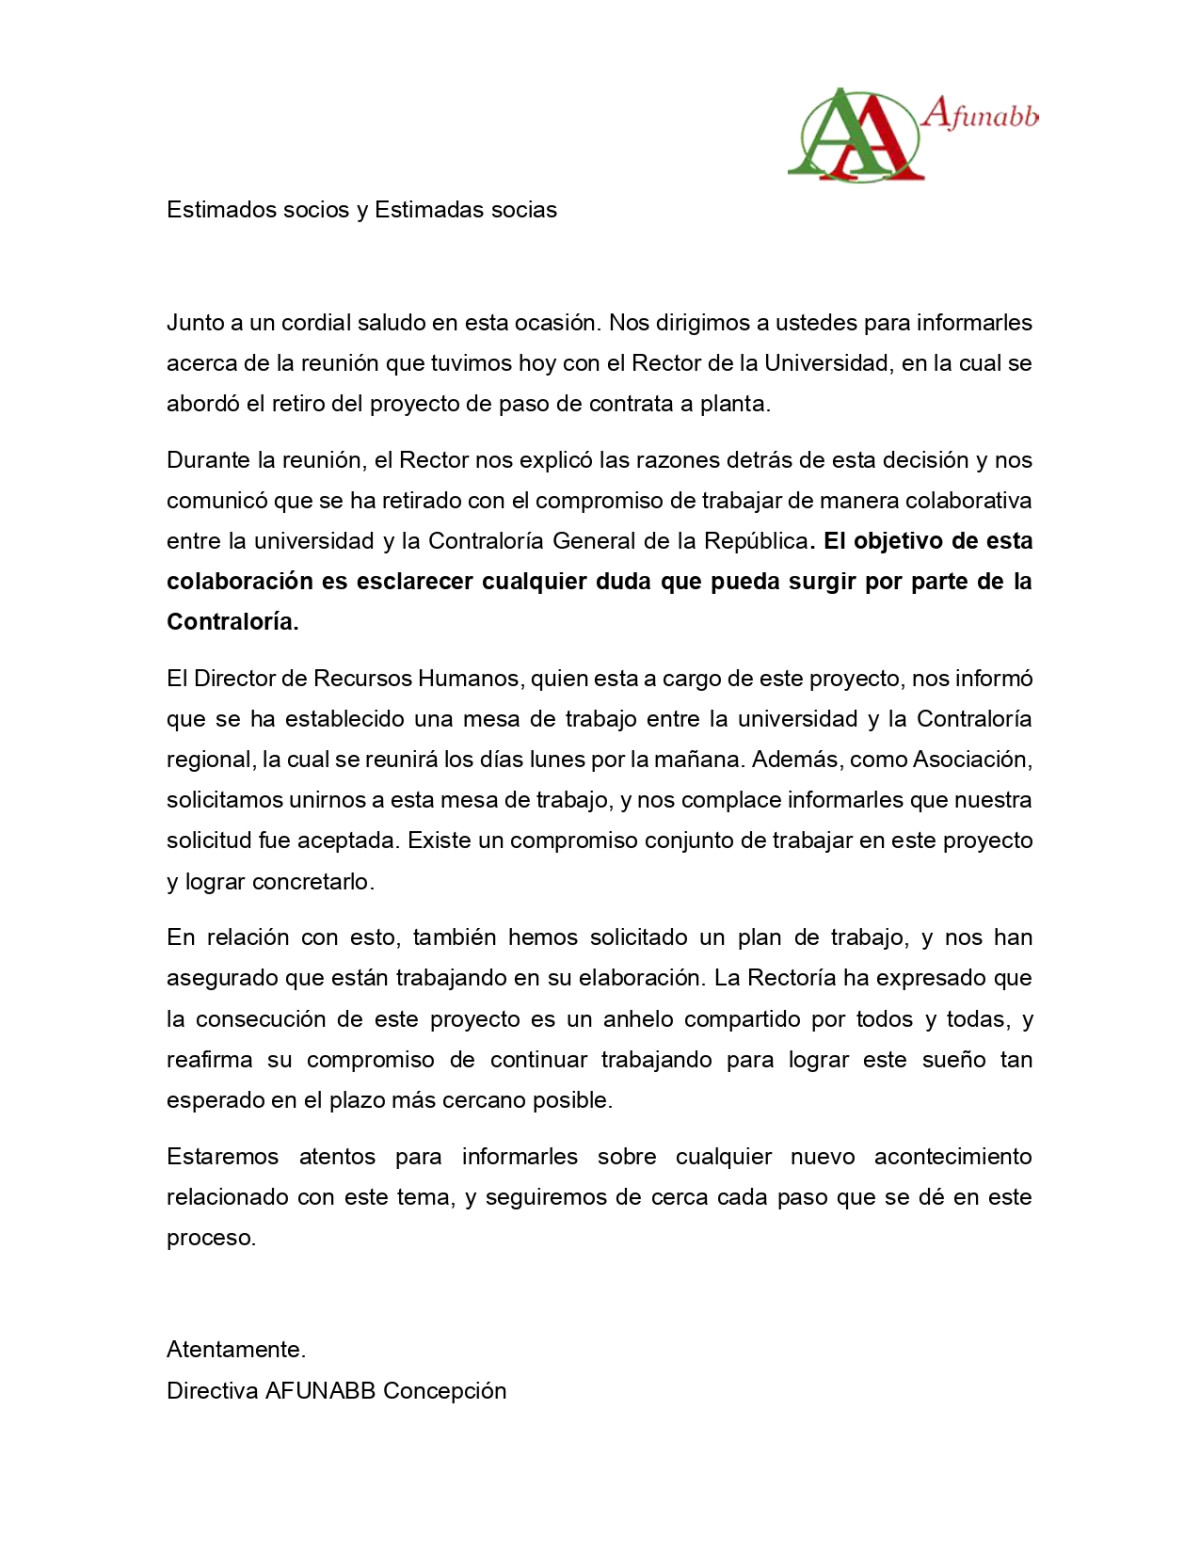 AA Afunabb
Estimados socios y Estimadas socias
Junto a un cordial saludo en esta ocasión. Nos dirigimos a ustedes para informarles
acerca de la reunión que tuvimos hoy con el Rector de la Universidad, en la cual se
abordó el retiro del proyecto de paso de contrata a planta.
Durante la reunión, el Rector nos explicó las razones detrás de esta decisión y nos
comunicó que se ha retirado con el compromiso de trabajar de manera colaborativa
entre la universidad y la Contraloría General de la República. El objetivo de esta
colaboración es esclarecer cualquier duda que pueda surgir por parte de la
Contraloría.
El Director de Recursos Humanos, quien esta a cargo de este proyecto, nos informó
que se ha establecido una mesa de trabajo entre la universidad y la Contraloría
regional, la cual se reunirá los días lunes por la mañana. Además, como Asociación,
solicitamos unirnos a esta mesa de trabajo, y nos complace informarles que nuestra
solicitud fue aceptada. Existe un compromiso conjunto de trabajar en este proyecto
y lograr concretarlo.
En relación con esto, también hemos solicitado un plan de trabajo, y nos han
asegurado que están trabajando en su elaboración. La Rectoría ha expresado que
la consecución de este proyecto es un anhelo compartido por todos y todas, y
reafirma su compromiso de continuar trabajando para lograr este sueño tan
esperado en el plazo más cercano posible.
Estaremos atentos para informarles sobre cualquier nuevo acontecimiento
relacionado con este tema, y seguiremos de cerca cada paso que se dé en este
proceso.
Atentamente.
Directiva AFUNABB Concepción